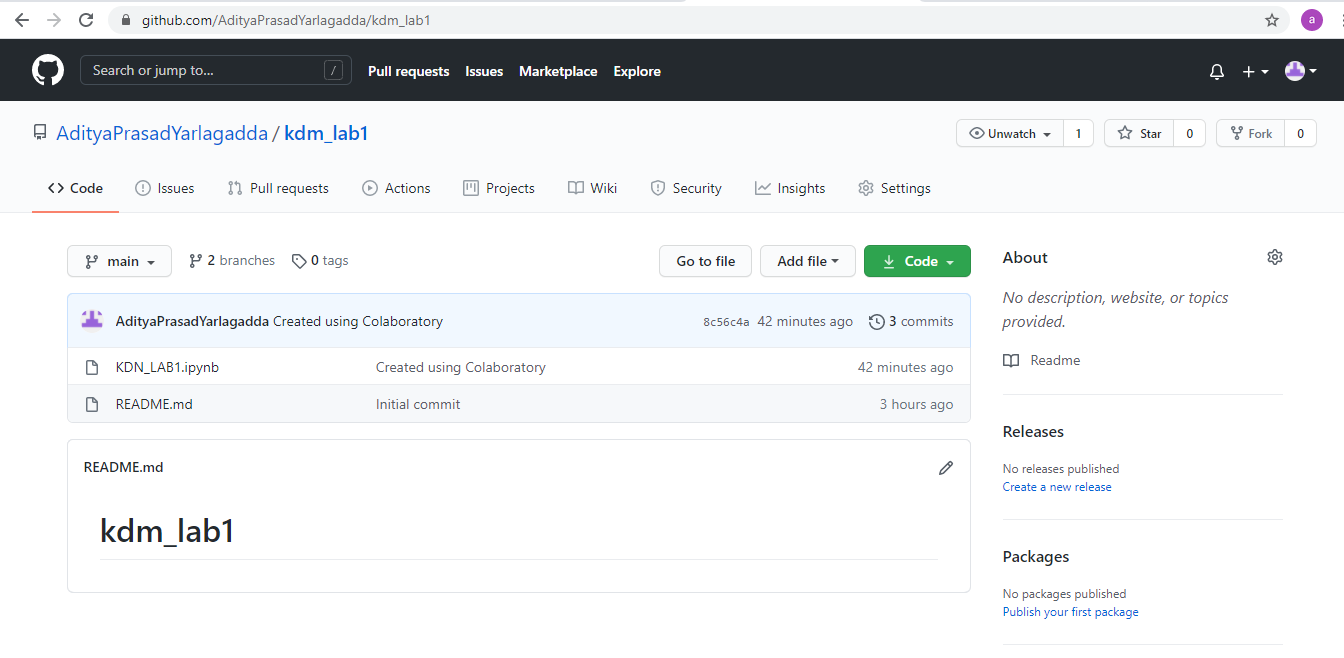 github.com/AdityaPrasadYarlagadda/kdm_lab1
a
Search or jump to... /
Pull requests Issues Marketplace Explore
AdityaPrasadYarlagadda / kdm_lab1
Unwatch 1 Star 0 Fork 0
Code Issues Pull requests Actions Projects Wiki Security Insights Settings
main 2 branches 0 tags Go to file Add file Code
AdityaPrasadYarlagadda Created using Colaboratory 8c56c4a 42 minutes ago 3 commits
KDN_LAB1.ipynb Created using Colaboratory 42 minutes ago
README.md Initial commit 3 hours ago
README.md
kdm_lab1
About
No description, website, or topics
provided.
Readme
Releases
No releases published
Create a new release
Packages
No packages published
Publish your first package